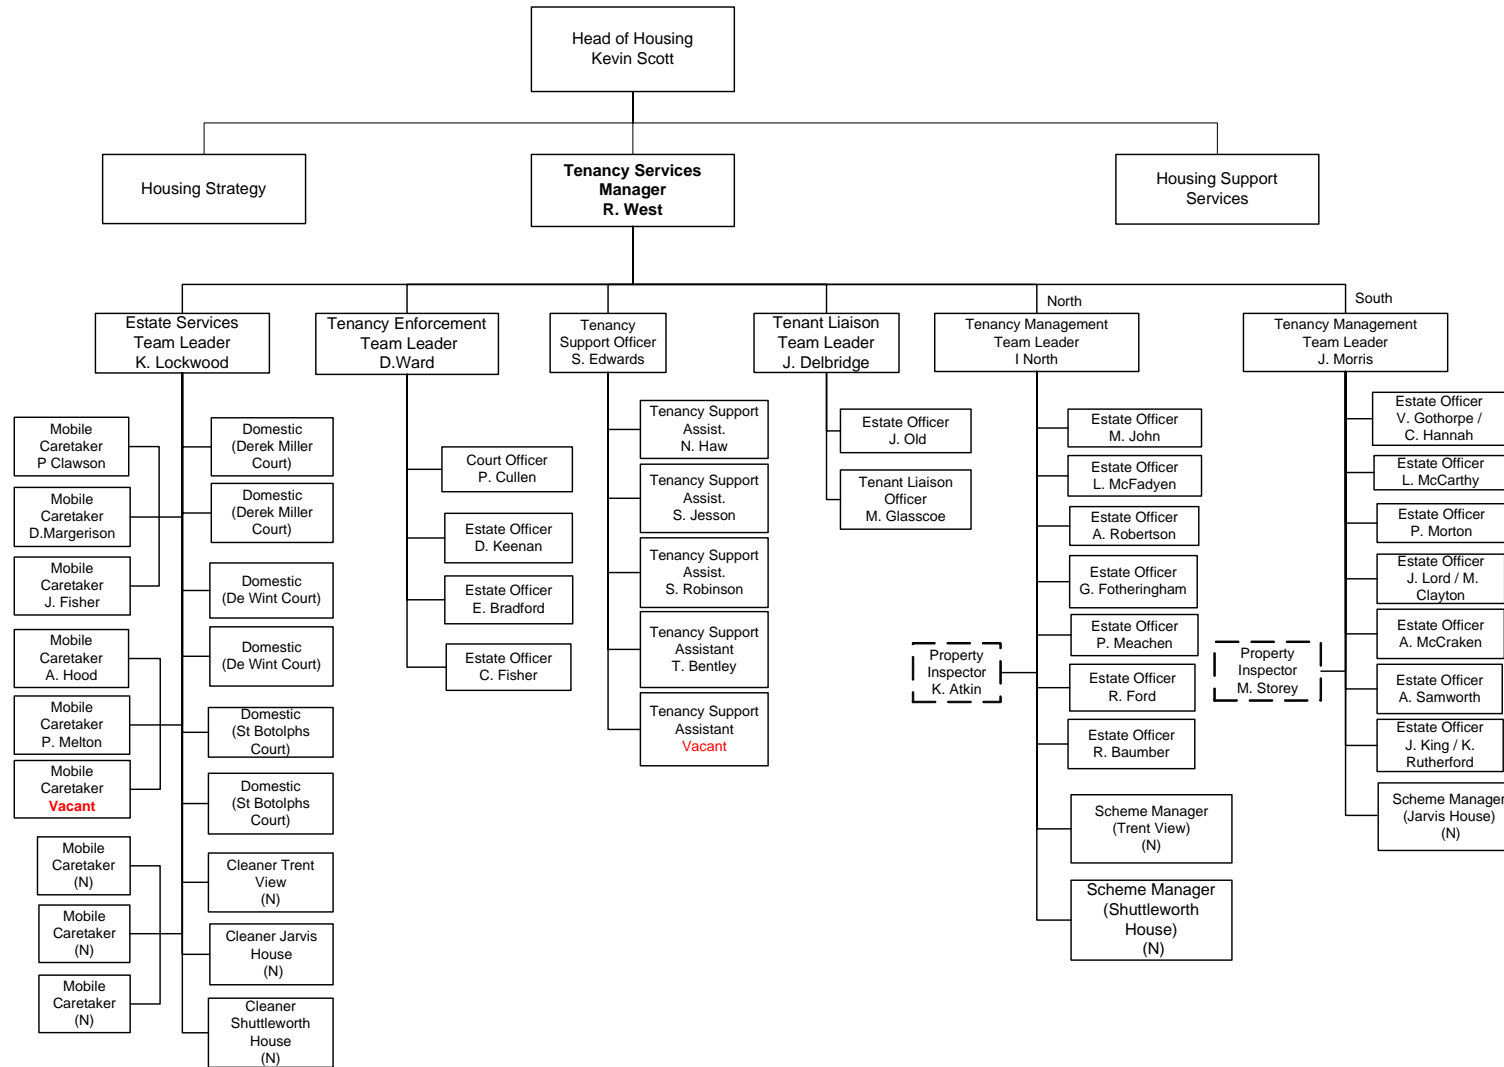 Head of Housing
Kevin Scott
Housing Strategy
Tenancy Services
Manager
R. West
Housing Support
Services
North
South
Estate Services
Team Leader
K. Lockwood
Tenancy Enforcement
Team Leader
D.Ward
Tenancy
Support Officer
S. Edwards
Tenant Liaison
Team Leader
J. Delbridge
Tenancy Management
Team Leader
I North
Tenancy Management
Team Leader
J. Morris
Mobile
Caretaker
P Clawson
Mobile
Caretaker
D.Margerison
Mobile
Caretaker
J. Fisher
Mobile
Caretaker
A. Hood
Mobile
Caretaker
P. Melton
Mobile
Caretaker
Vacant
Mobile
Caretaker
(N)
Mobile
Caretaker
(N)
Mobile
Caretaker
(N)
Domestic
(Derek Miller
Court)
Domestic
(Derek Miller
Court)
Domestic
(De Wint Court)
Domestic
(De Wint Court)
Domestic
(St Botolphs
Court)
Domestic
(St Botolphs
Court)
Cleaner Trent
View
(N)
Cleaner Jarvis
House
(N)
Cleaner
Shuttleworth
House
(N)
Court Officer
P. Cullen
Estate Officer
D. Keenan
Estate Officer
E. Bradford
Estate Officer
C. Fisher
Tenancy Support
Assist.
N. Haw
Tenancy Support
Assist.
S. Jesson
Tenancy Support
Assist.
S. Robinson
Tenancy Support
Assistant
T. Bentley
Tenancy Support
Assistant
Vacant
Estate Officer
J. Old
Tenant Liaison
Officer
M. Glasscoe
Property
Inspector
K. Atkin
Estate Officer
M. John
Estate Officer
L. McFadyen
Estate Officer
A. Robertson
Estate Officer
G. Fotheringham
Estate Officer
P. Meachen
Estate Officer
R. Ford
Estate Officer
R. Baumber
Scheme Manager
(Trent View)
(N)
Scheme Manager
(Shuttleworth
House)
(N)
Property
Inspector
M. Storey
Estate Officer
V. Gothorpe /
C. Hannah
Estate Officer
L. McCarthy
Estate Officer
P. Morton
Estate Officer
J. Lord / M.
Clayton
Estate Officer
A. McCraken
Estate Officer
A. Samworth
Estate Officer
J. King / K.
Rutherford
Scheme Manager
(Jarvis House)
(N)